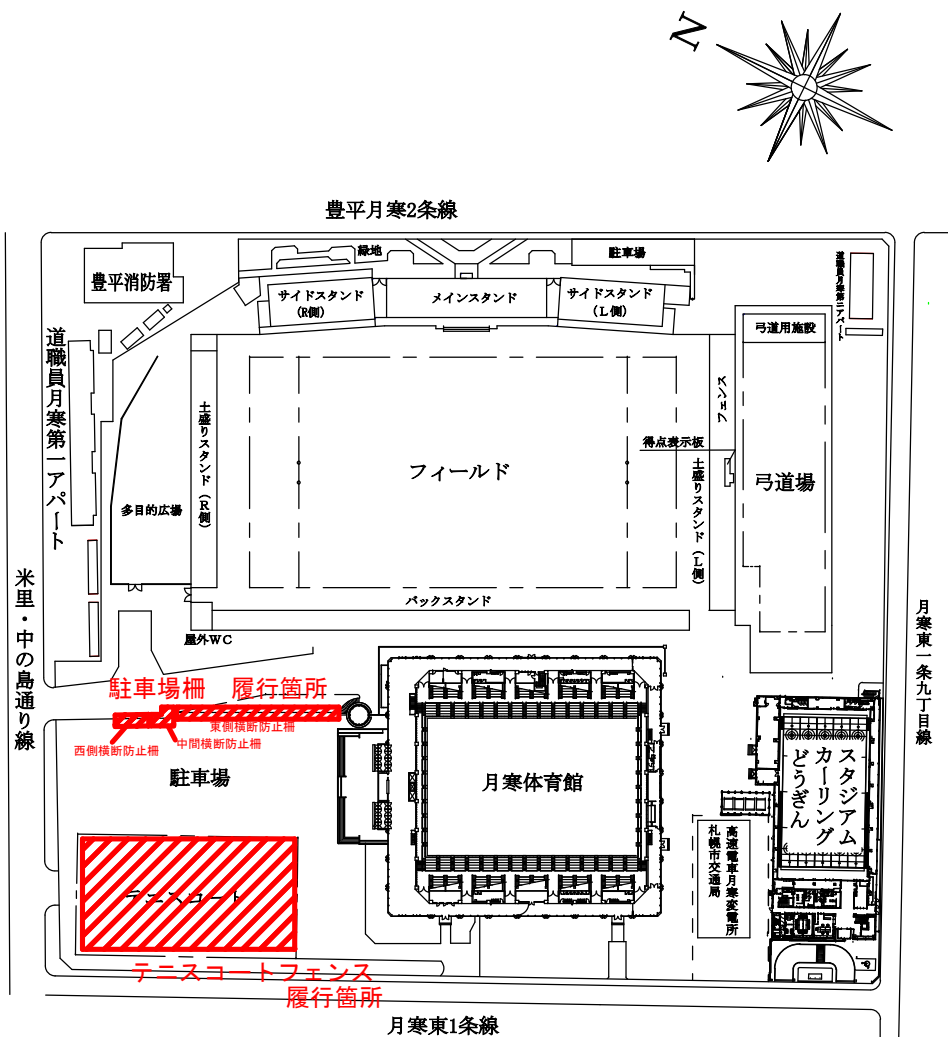 N
豊平月寒2条線
緑地
駐車場
豊平消防署
サイドスタンド
(R側)
メインスタンド
サイドスタンド
(L側)
道職員月寒第二アパート
弓道用施設
道職員月寒第一アパート
土盛りスタンド(R側)
フェンス
得点表示板
フィールド
土盛りスタンド(L側)
弓道場
多目的広場
米里・中の島通り線
バックスタンド
月寒東一条九丁目線
屋外WC
駐車場柵 履行箇所
東側横断防止柵
西側横断防止柵
中間横断防止柵
駐車場
月寒体育館
どうぎん
カーリング
スタジアム
札幌市交通局
高速電車月寒変電所
テニスコート
テニスコートフェンス
履行箇所
月寒東1条線